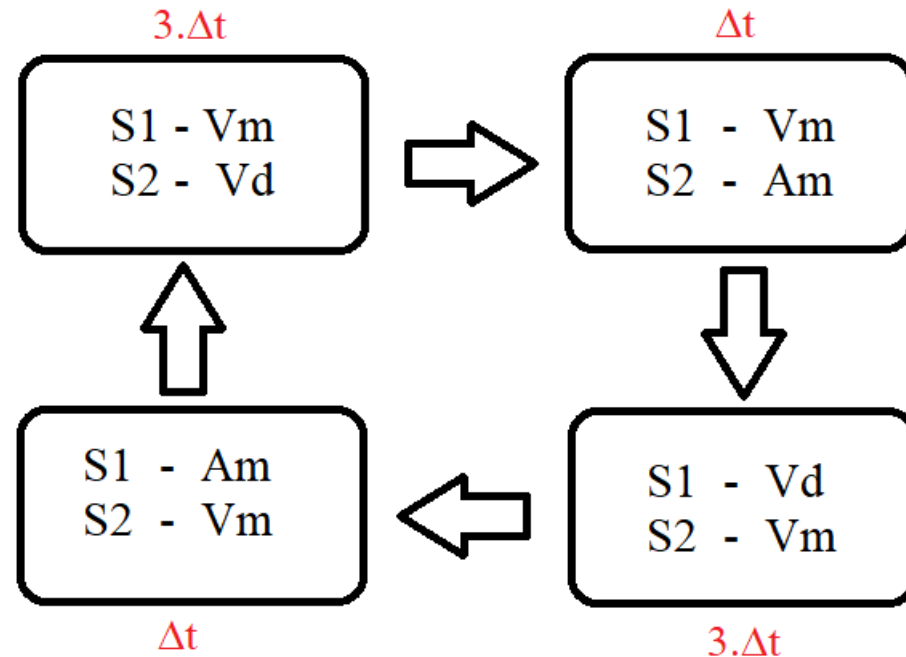 3.Δt
S1 - Vm
S2 - Vd
Δt
S1 - Vm
S2 - Am
S1 - Am
S2 - Vm
Δt
S1 - Vd
S2 - Vm
3.Δt